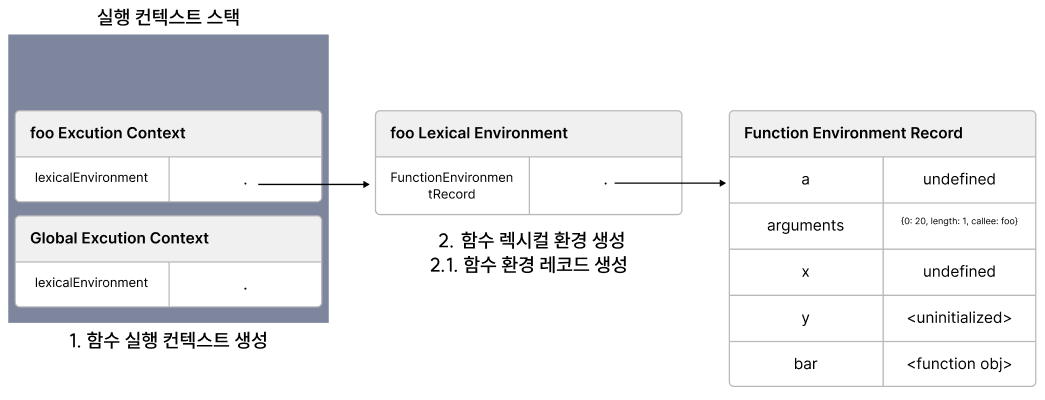 실행 컨텍스트 스택
foo Excution Context
lexicalEnvironment .
Global Excution Context
lexicalEnvironment .
1. 함수 실행 컨텍스트 생성
foo Lexical Environment
FunctionEnvironmen
tRecord .
2. 함수 렉시컬 환경 생성
2.1. 함수 환경 레코드 생성
Function Environment Record
a undefined
arguments {0: 20, length: 1, callee: foo}
x undefined
y <uninitialized>
bar <function obj>